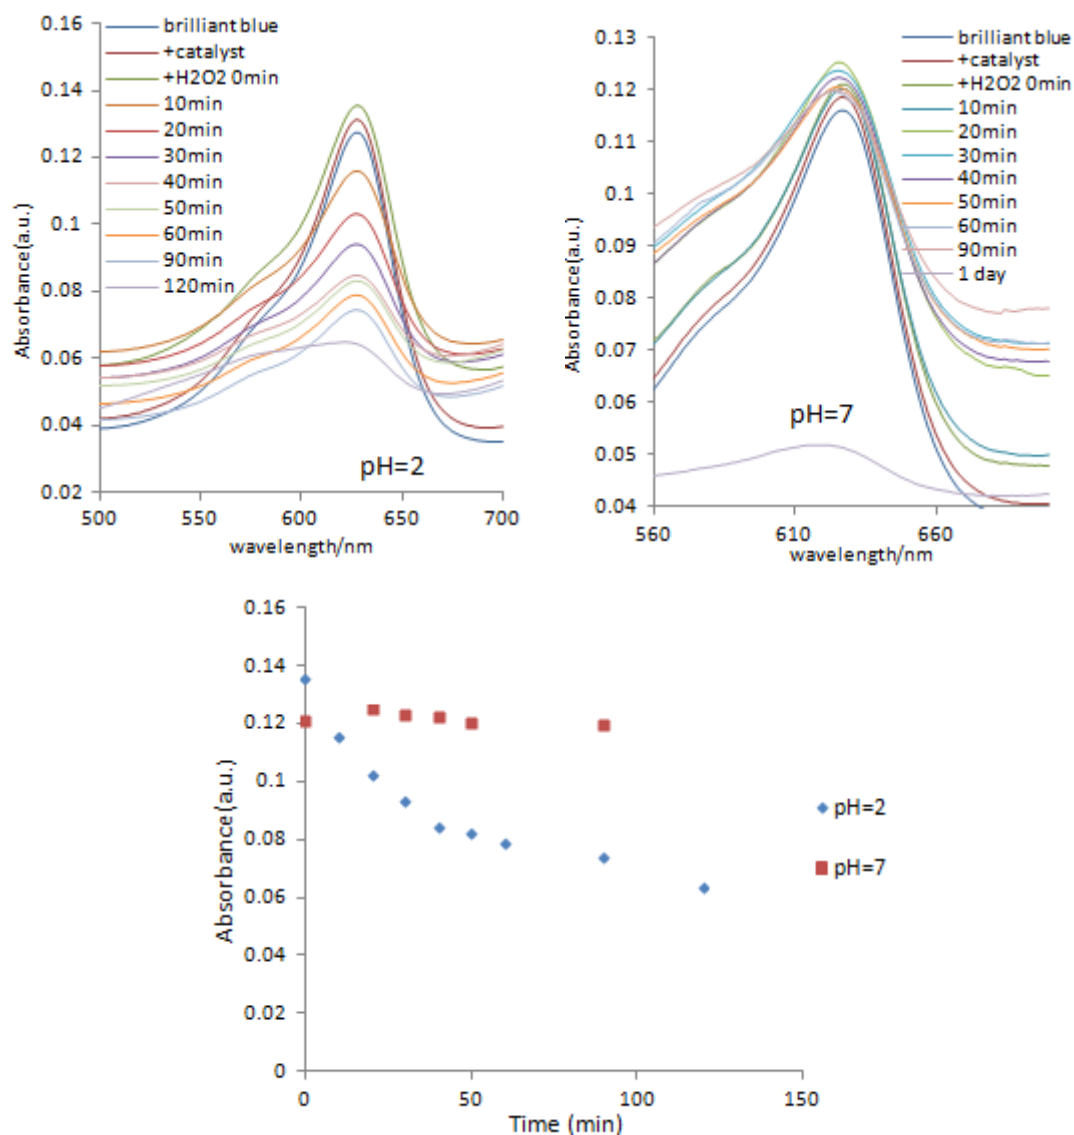 0.16
0.14
0.12
0.1
0.08
0.06
0.04
0.02
Absorbance(a.u.)
brilliant blue
+catalyst
+H2O2 0min
10min
20min
30min
40min
50min
60min
90min
120min
pH=2
500
550
600
650
700
wavelength/nm
0.13
0.12
0.11
0.1
0.09
0.08
0.07
0.06
0.05
0.04
Absorbance(a.u.)
brilliant blue
+catalyst
+H2O2 0min
10min
20min
30min
40min
50min
60min
90min
1 day
pH=7
560
610
660
wavelength/nm
0.16
0.14
0.12
0.1
0.08
0.06
0.04
0.02
0
Absorbance(a.u.)
pH=2
pH=7
0
50
100
150
Time (min)